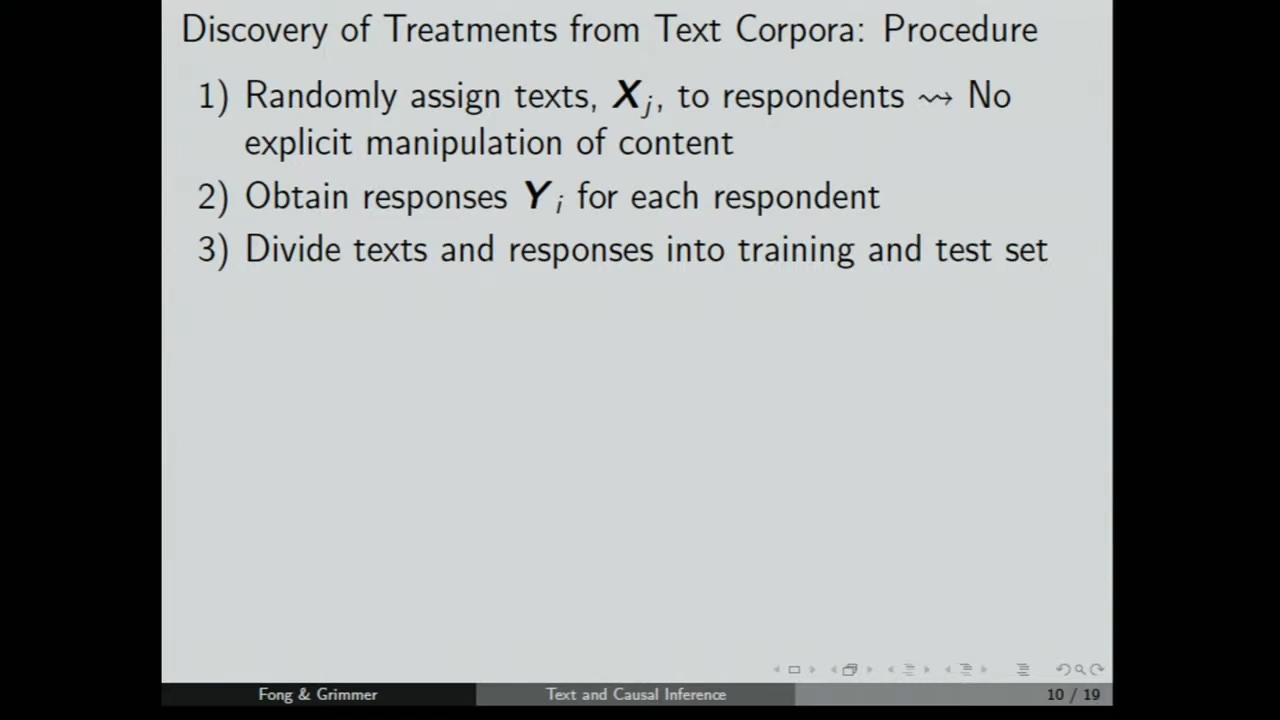 Discovery of Treatments from Text Corpora: Procedure
1) Randomly assign texts, X_j, to respondents ⇝ No
explicit manipulation of content
2) Obtain responses Y_i for each respondent
3) Divide texts and responses into training and test set
Fong & Grimmer
Text and Causal Inference
10 / 19